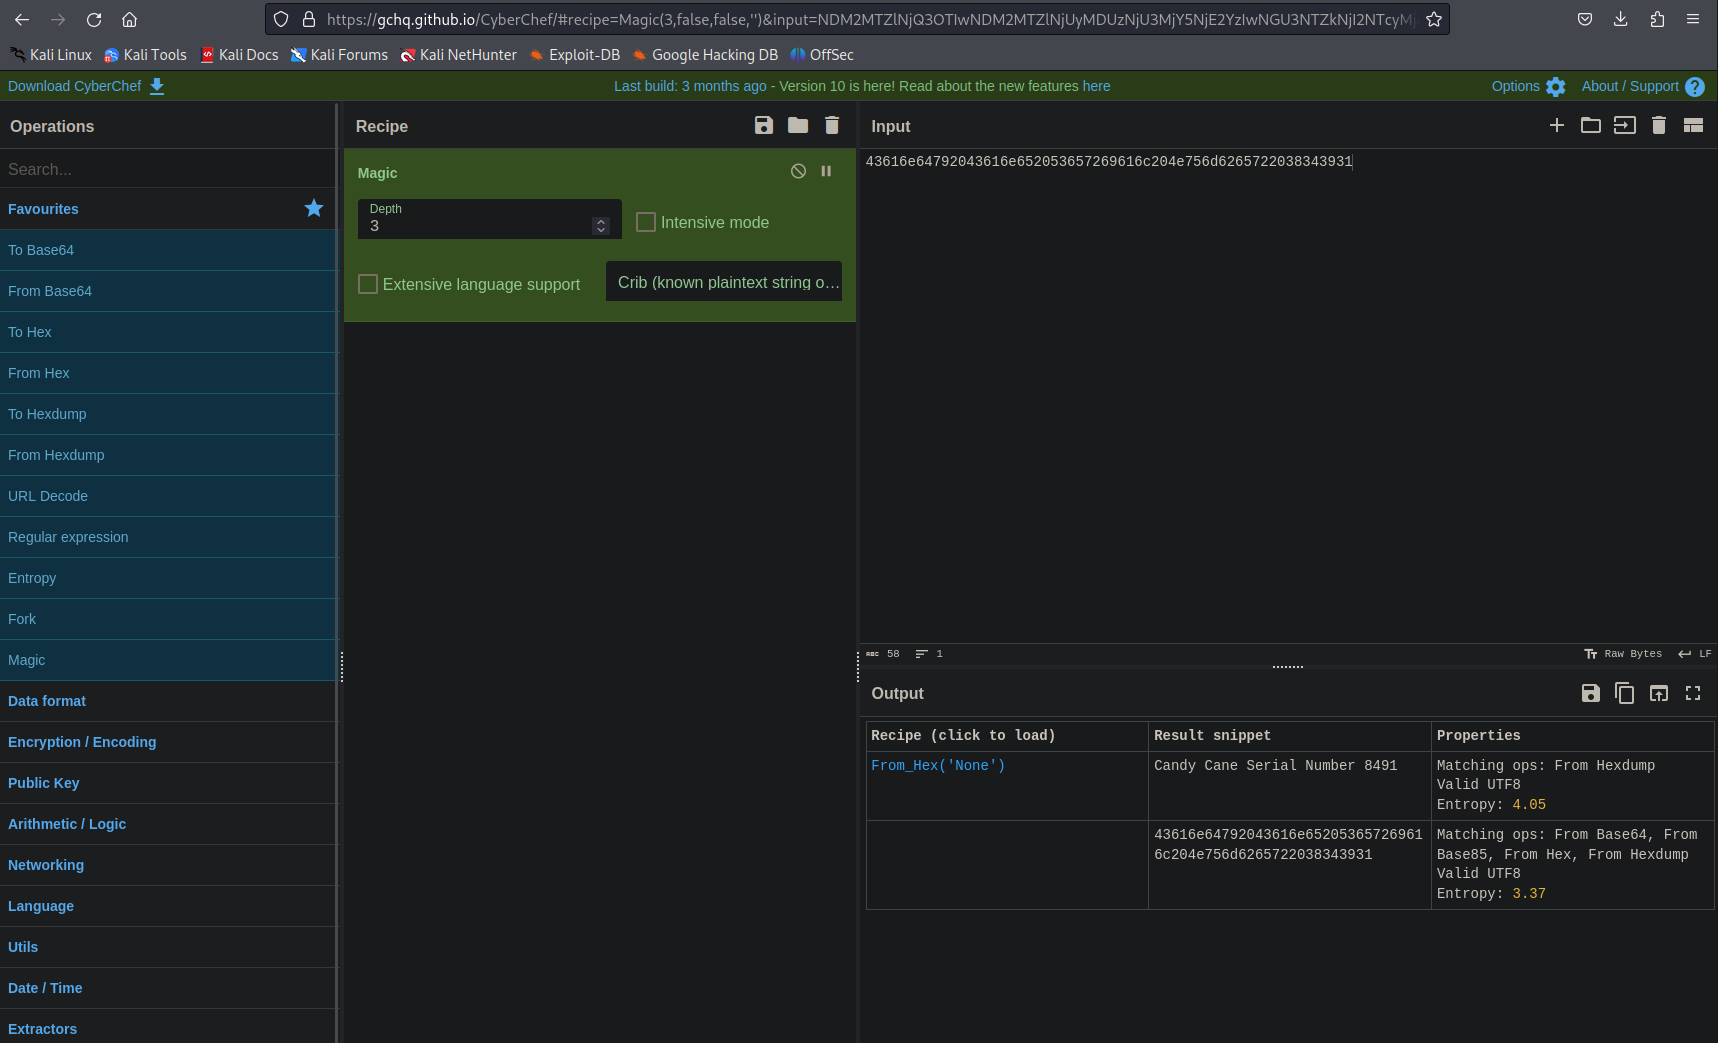 https://gchq.github.io/CyberChef/#recipe=Magic(3,false,false,'')&input=NDM2MTZlNjQ3OTIwNDM2MTZlNjUyMDUzNjU3MjY5NjE2YzIwNGU3NTZkNjI2NTcyMj
Kali Linux Kali Tools Kali Docs Kali Forums Kali NetHunter Exploit-DB Google Hacking DB OffSec
Download CyberChef Last build: 3 months ago - Version 10 is here! Read about the new features here Options About / Support
Operations
Search...
Favourites
To Base64
From Base64
To Hex
From Hex
To Hexdump
From Hexdump
URL Decode
Regular expression
Entropy
Fork
Magic
Data format
Encryption / Encoding
Public Key
Arithmetic / Logic
Networking
Language
Utils
Date / Time
Extractors
Recipe
Magic
Depth
3
Intensive mode
Extensive language support
Crib (known plaintext string o…
Input
43616e64792043616e652053657269616c204e756d6265722038343931
ABC 58 1 Raw Bytes LF
Output
Recipe (click to load) Result snippet Properties
From_Hex('None') Candy Cane Serial Number 8491 Matching ops: From Hexdump
Valid UTF8
Entropy: 4.05
43616e64792043616e65205365726961 Matching ops: From Base64, From
6c204e756d6265722038343931 Base85, From Hex, From Hexdump
Valid UTF8
Entropy: 3.37